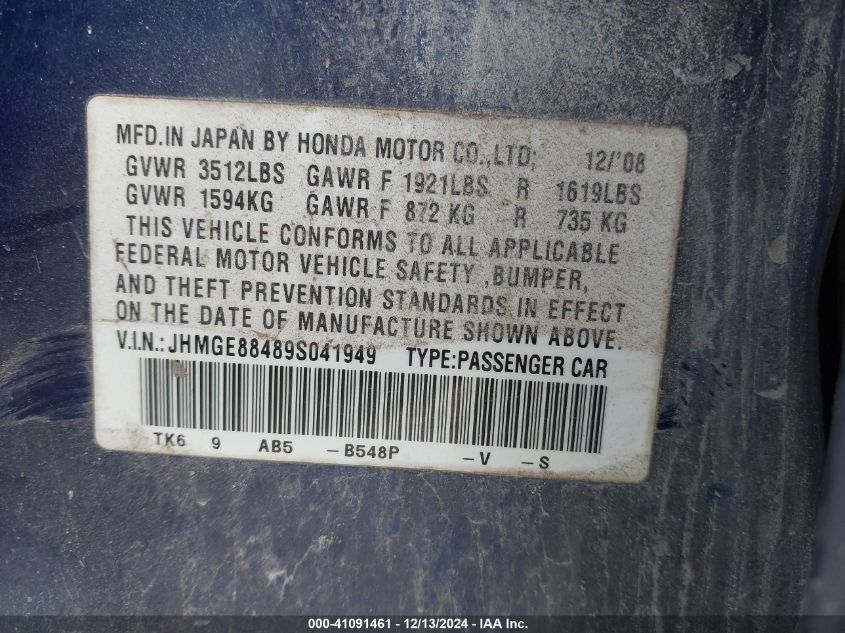 MFD.IN JAPAN BY HONDA MOTOR CO.,LTD; 12/'08
GVWR 3512LBS GAWR F 1921LBS R 1619LBS
GVWR 1594KG GAWR F 872 KG R 735 KG
THIS VEHICLE CONFORMS TO ALL APPLICABLE
FEDERAL MOTOR VEHICLE SAFETY ,BUMPER,
AND THEFT PREVENTION STANDARDS IN EFFECT
ON THE DATE OF MANUFACTURE SHOWN ABOVE.
V.I.N.: JHMGE88489S041949 TYPE:PASSENGER CAR
TK6 9 AB5 -B548P -V -S
000-41091461 - 12/13/2024 - IAA Inc.